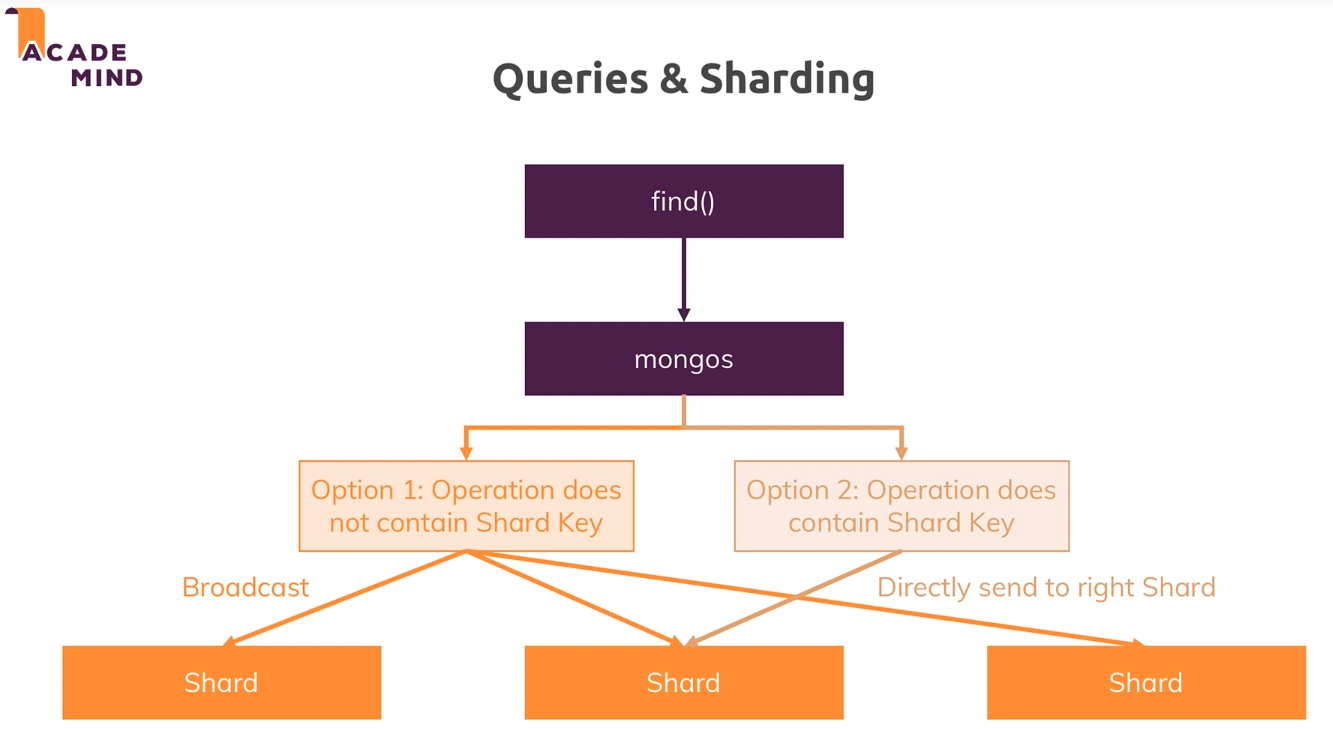 ACADE
MIND
Queries & Sharding
find()
mongos
Option 1: Operation does
not contain Shard Key
Option 2: Operation does
contain Shard Key
Broadcast
Directly send to right Shard
Shard
Shard
Shard